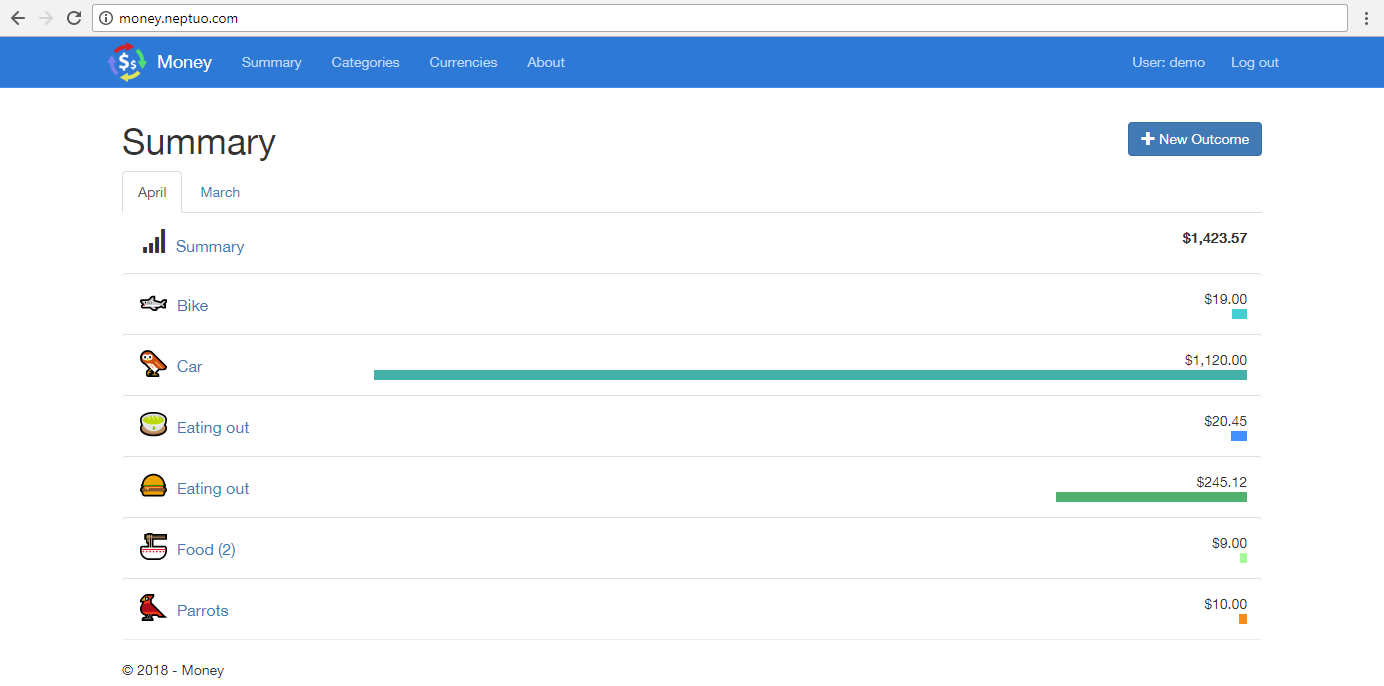 money.neptuo.com
Money Summary Categories Currencies About User: demo Log out
Summary
New Outcome
April March
Summary $1,423.57
Bike $19.00
Car $1,120.00
Eating out $20.45
Eating out $245.12
Food (2) $9.00
Parrots $10.00
© 2018 - Money